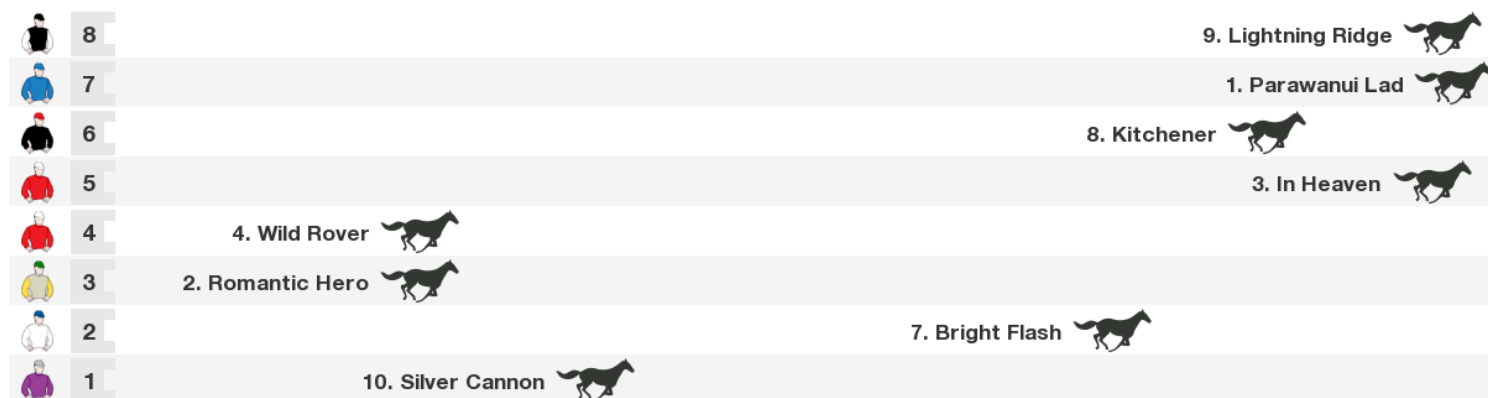 8 9. Lightning Ridge
7 1. Parawanui Lad
6 8. Kitchener
5 3. In Heaven
4 4. Wild Rover
3 2. Romantic Hero
2 7. Bright Flash
1 10. Silver Cannon